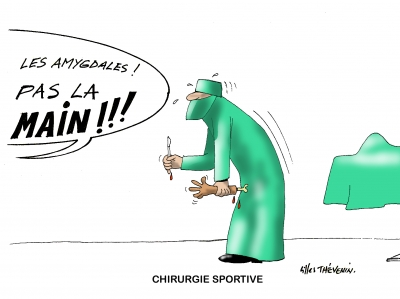 LES AMYGDALES !
PAS LA
MAIN !!!
Gilles THÉVENIN.
CHIRURGIE SPORTIVE